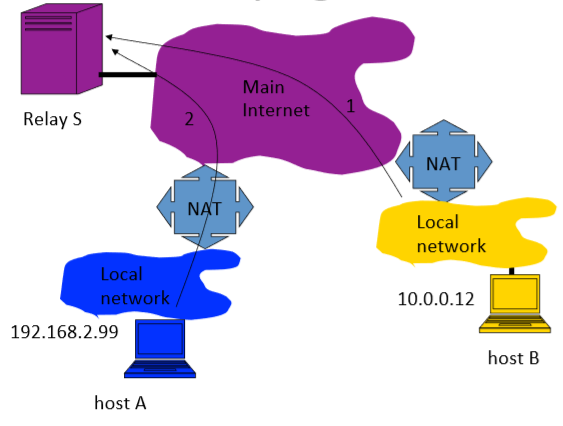 Main
Internet
1
2
Relay S
NAT
NAT
Local
network
Local
network
10.0.0.12
192.168.2.99
host B
host A